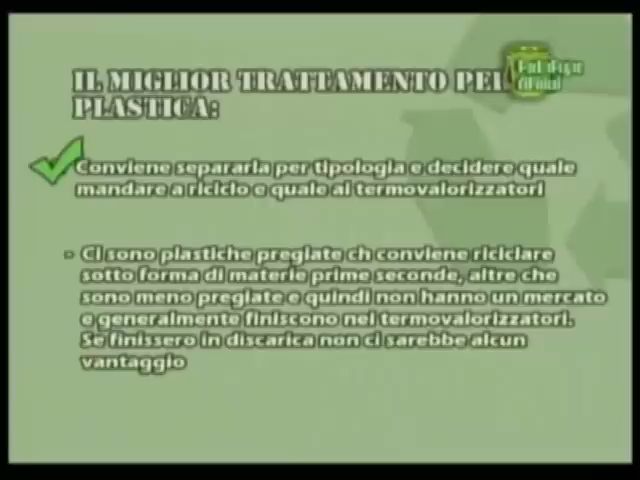 IL MIGLIOR TRATTAMENTO PER
PLASTICA:
Conviene separarla per tipologia e decidere quale
mandare a riciclo e quale ai termovalorizzatori
- Ci sono plastiche pregiate ch conviene riciclare
sotto forma di materie prime seconde, altre che
sono meno pregiate e quindi non hanno un mercato
e generalmente finiscono nei termovalorizzatori.
Se finissero in discarica non ci sarebbe alcun
vantaggio